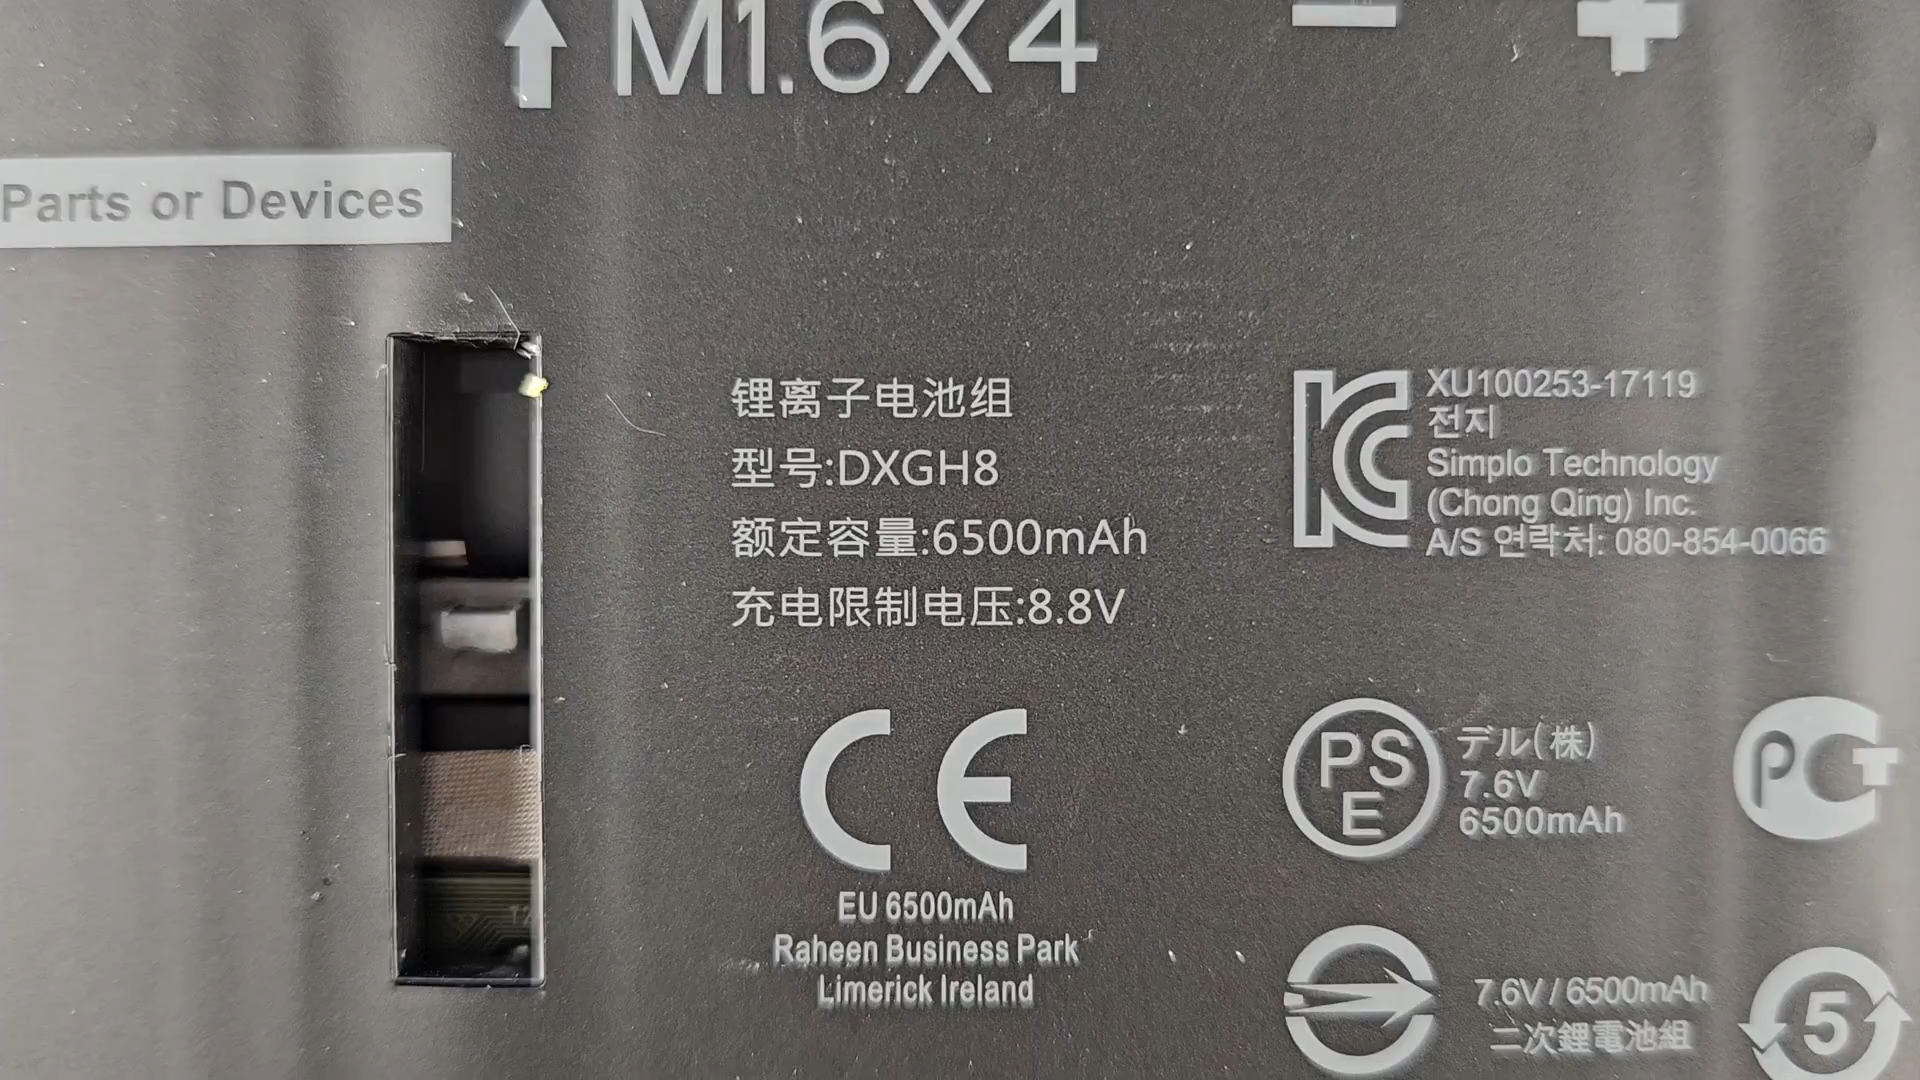 M1.6X4
Parts or Devices
锂离子电池组
型号:DXGH8
额定容量:6500mAh
充电限制电压:8.8V
XU100253-17119
전지
Simplo Technology
(Chong Qing) Inc.
A/S 연락처: 080-854-0066
CE
EU 6500mAh
Raheen Business Park
Limerick Ireland
PS
E
デル(株)
7.6V
6500mAh
7.6V / 6500mAh
二次鋰電池組
5